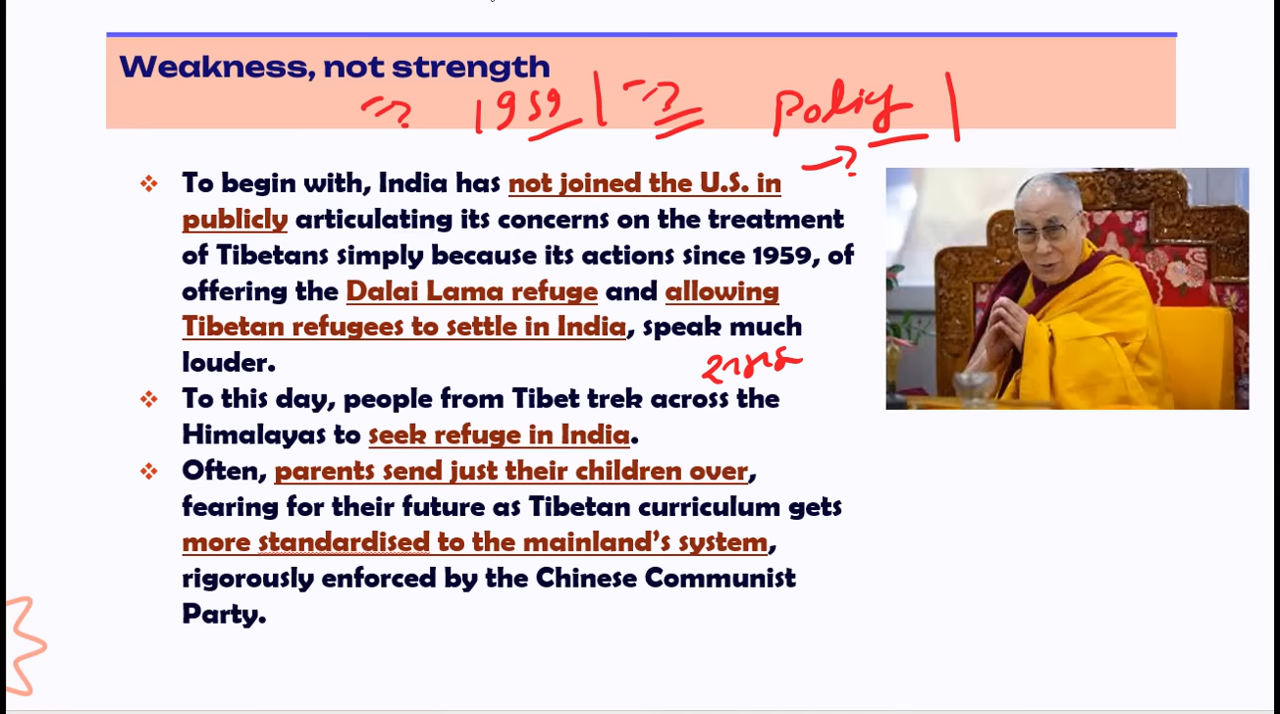 Weakness, not strength
→? 1959 | →? Policy |
→?
❖ To begin with, India has not joined the U.S. in
publicly articulating its concerns on the treatment
of Tibetans simply because its actions since 1959, of
offering the Dalai Lama refuge and allowing
Tibetan refugees to settle in India, speak much
louder.
❖ To this day, people from Tibet trek across the
Himalayas to seek refuge in India.
❖ Often, parents send just their children over,
fearing for their future as Tibetan curriculum gets
more standardised to the mainland's system,
rigorously enforced by the Chinese Communist
Party.